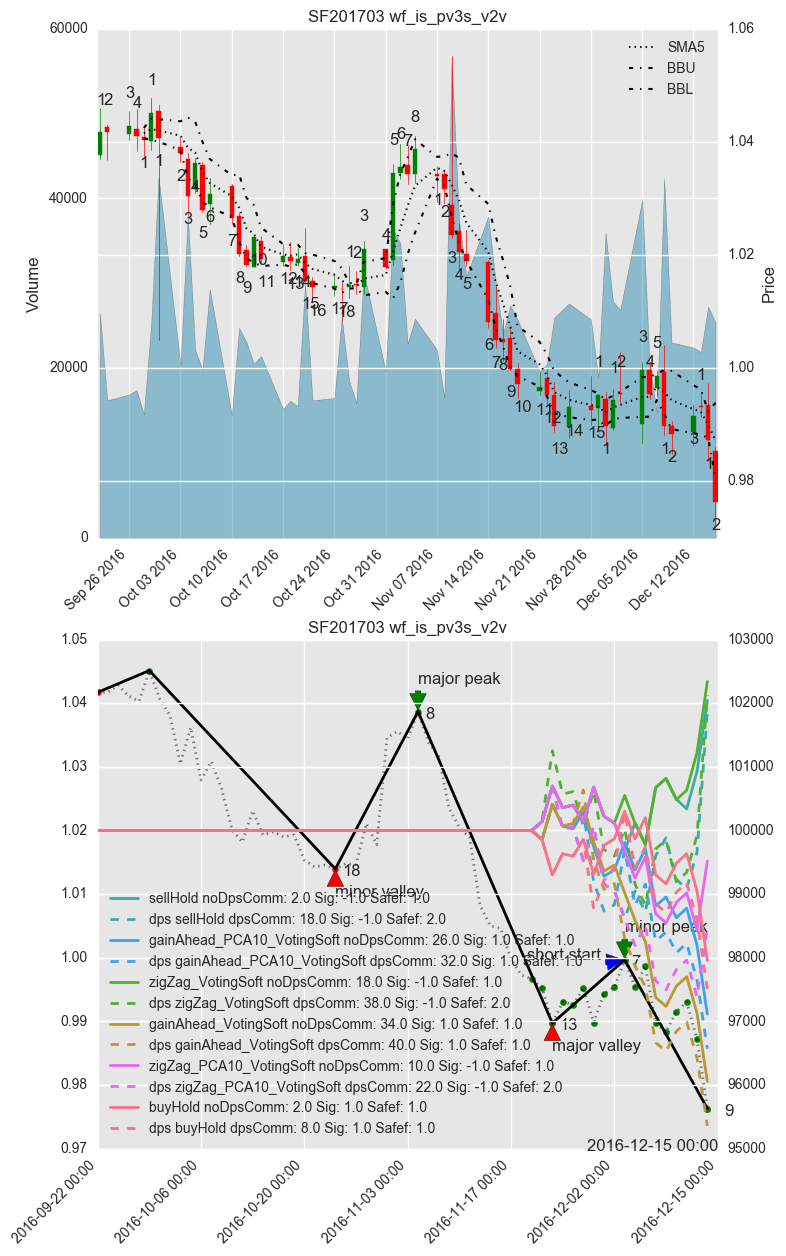 SF201703 wf_is_pv3s_v2v
60000
40000
20000
0
Volume
1.06
1.04
1.02
1.00
0.98
Price
SMA5
BBU
BBL
Sep 26 2016
Oct 03 2016
Oct 10 2016
Oct 17 2016
Oct 24 2016
Oct 31 2016
Nov 07 2016
Nov 14 2016
Nov 21 2016
Nov 28 2016
Dec 05 2016
Dec 12 2016
SF201703 wf_is_pv3s_v2v
1.05
1.04
1.03
1.02
1.01
1.00
0.99
0.98
0.97
103000
102000
101000
100000
99000
98000
97000
96000
95000
major peak
8
18
minor valley
minor peak
short start
7
13
major valley
9
sellHold noDpsComm: 2.0 Sig: -1.0 Safef: 1.0
dps sellHold dpsComm: 18.0 Sig: -1.0 Safef: 2.0
gainAhead_PCA10_VotingSoft noDpsComm: 26.0 Sig: 1.0 Safef: 1.0
dps gainAhead_PCA10_VotingSoft dpsComm: 32.0 Sig: 1.0 Safef: 1.0
zigZag_VotingSoft noDpsComm: 18.0 Sig: -1.0 Safef: 1.0
dps zigZag_VotingSoft dpsComm: 38.0 Sig: -1.0 Safef: 2.0
gainAhead_VotingSoft noDpsComm: 34.0 Sig: 1.0 Safef: 1.0
dps gainAhead_VotingSoft dpsComm: 40.0 Sig: 1.0 Safef: 1.0
zigZag_PCA10_VotingSoft noDpsComm: 10.0 Sig: -1.0 Safef: 1.0
dps zigZag_PCA10_VotingSoft dpsComm: 22.0 Sig: -1.0 Safef: 2.0
buyHold noDpsComm: 2.0 Sig: 1.0 Safef: 1.0
dps buyHold dpsComm: 8.0 Sig: 1.0 Safef: 1.0
2016-12-15 00:00
2016-09-22 00:00
2016-10-06 00:00
2016-10-20 00:00
2016-11-03 00:00
2016-11-17 00:00
2016-12-02 00:00
2016-12-15 00:00